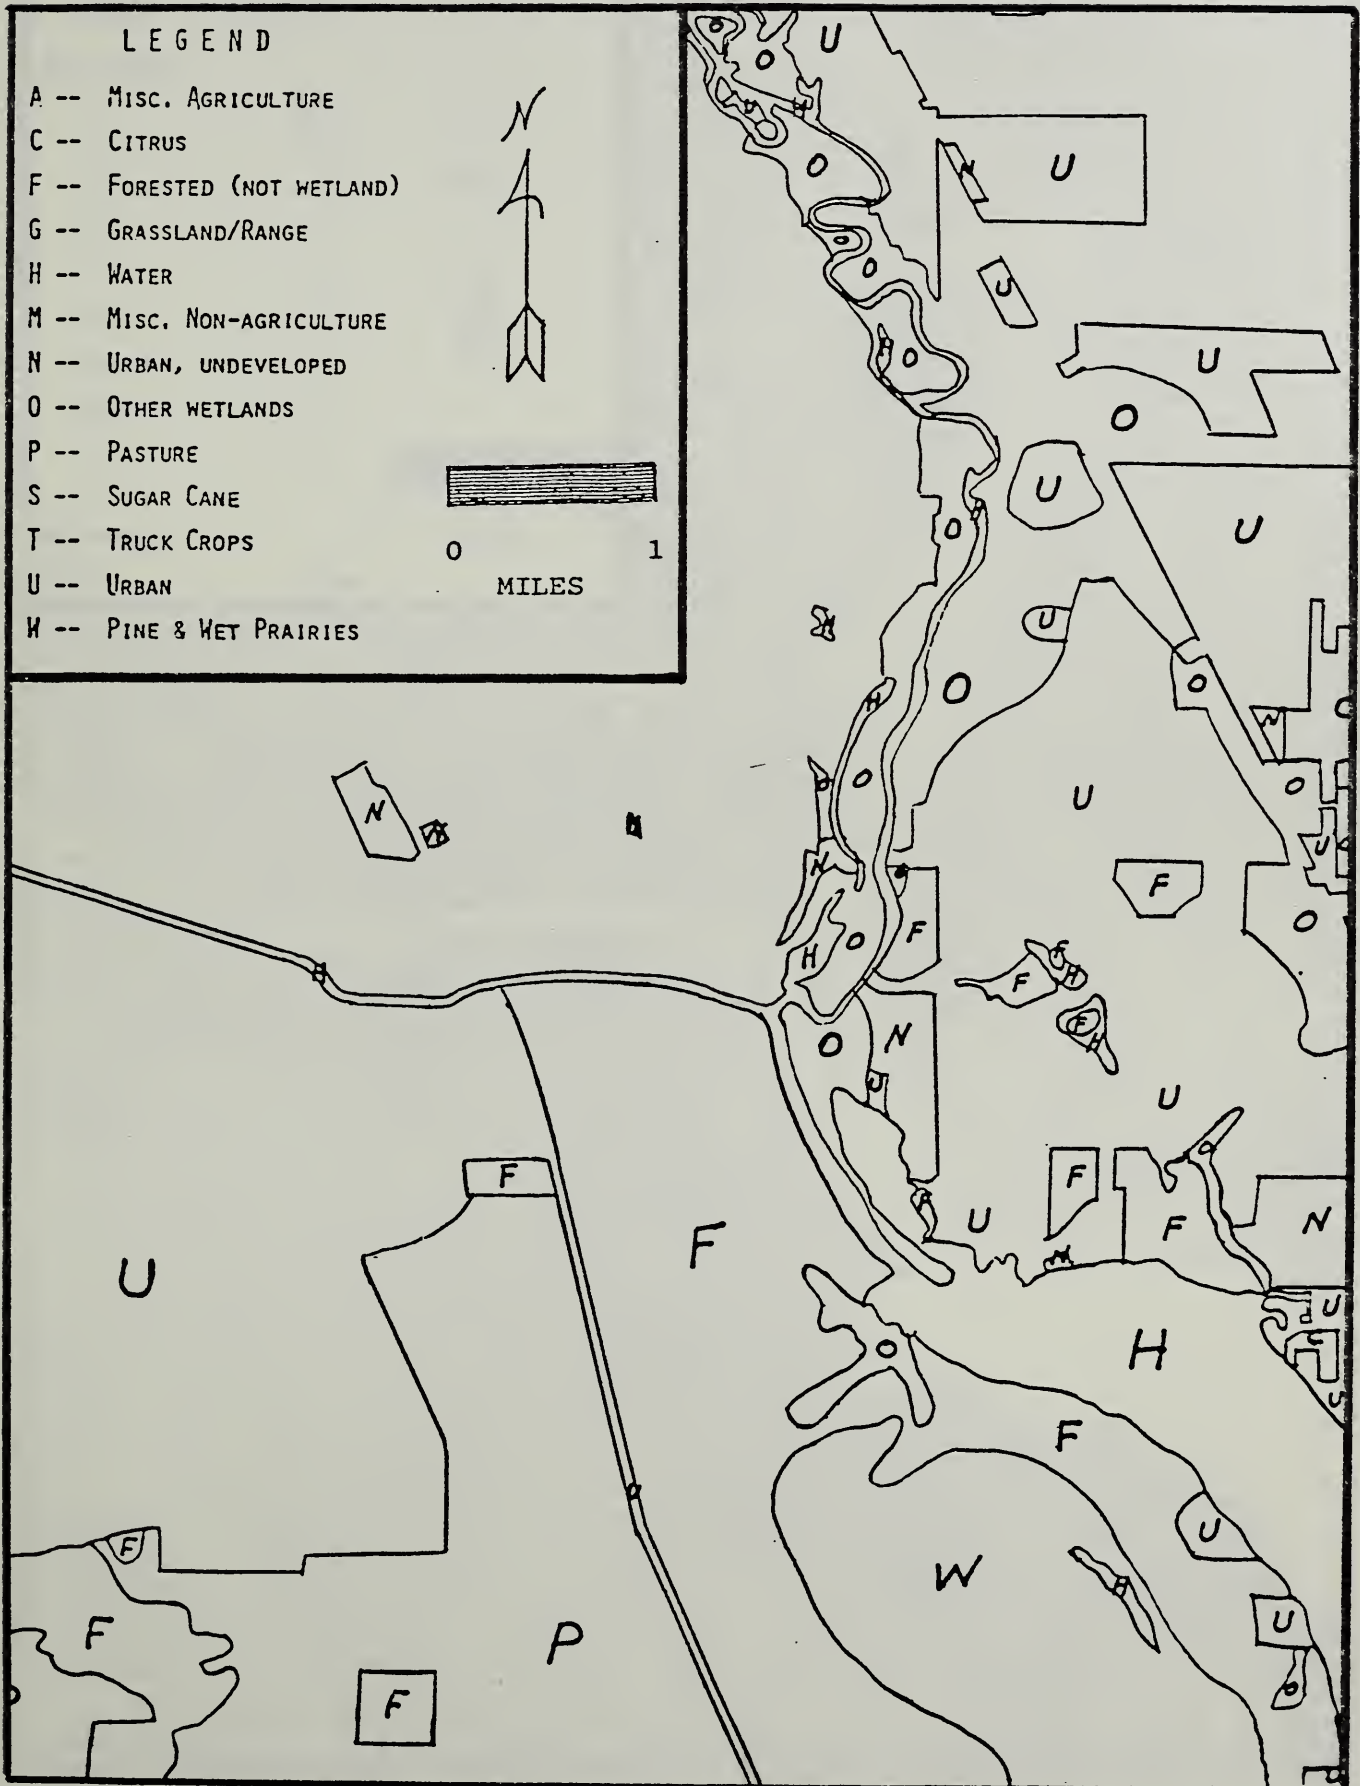 LEGEND
A -- MISC. AGRICULTURE
C -- CITRUS
F -- FORESTED (NOT WETLAND)
G -- GRASSLAND/RANGE
H -- WATER
M -- MISC. NON-AGRICULTURE
N -- URBAN, UNDEVELOPED
O -- OTHER WETLANDS
P -- PASTURE
S -- SUGAR CANE
T -- TRUCK CROPS
U -- URBAN
W -- PINE & WET PRAIRIES
N
0 1
MILES
O
U
O
O
U
O
O
U
O
U
O
U
U
O
U
O
O
H
O
O
N
U
N
F
O
F
O
H
F
F
H
F
H
O
N
U
U
F
F
U
F
N
F
U
U
H
O
F
U
W
H
F
F
P
U
F
O